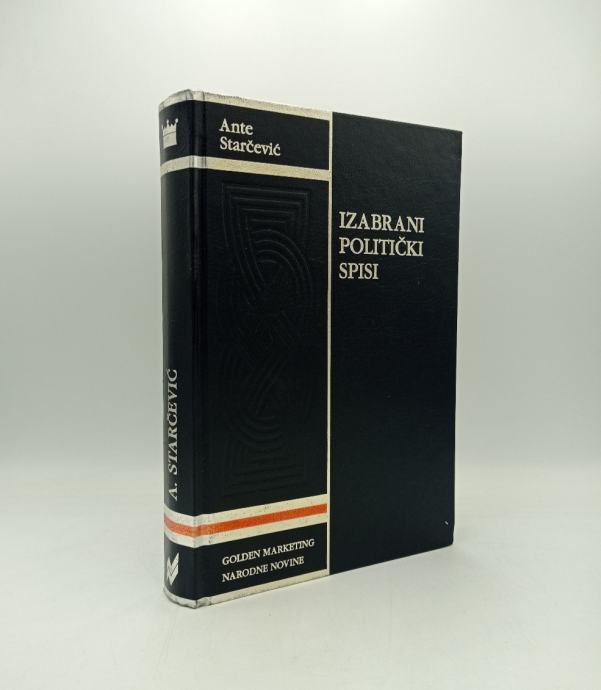 Ante
Starčević
IZABRANI
POLITIČKI
SPISI
A. STARČEVIĆ
GOLDEN MARKETING
NARODNE NOVINE